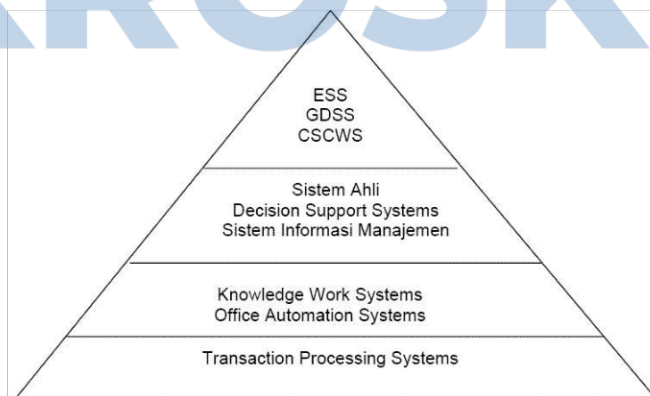 ESS
GDSS
CSCWS
Sistem Ahli
Decision Support Systems
Sistem Informasi Manajemen
Knowledge Work Systems
Office Automation Systems
Transaction Processing Systems